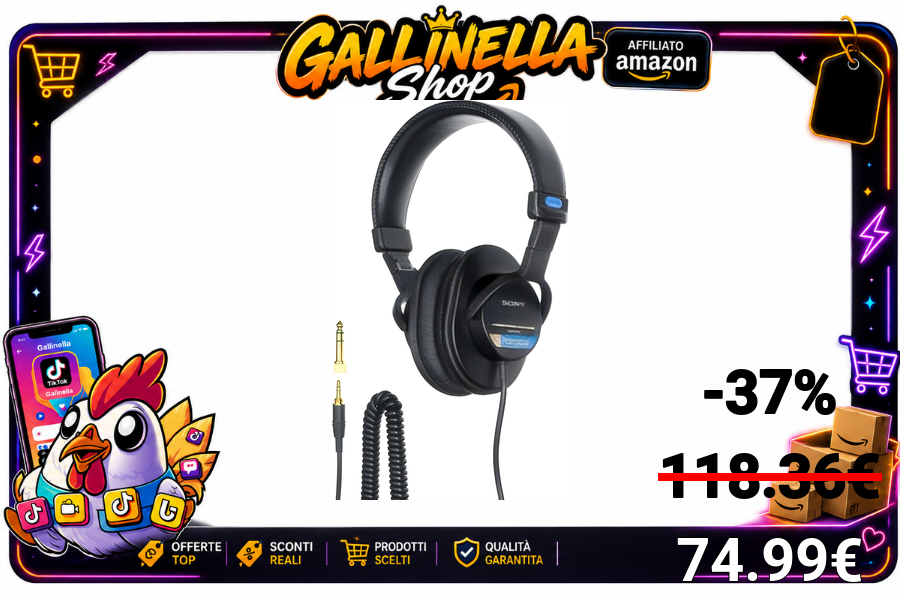 GALLINELLA
Shop
AFFILIATO
amazon
SONY
Gallinella
TikTok
Gallinella
-37%
118.36€
74.99€
OFFERTE
TOP
SCONTI
REALI
PRODOTTI
SCELTI
QUALITÀ
GARANTITA